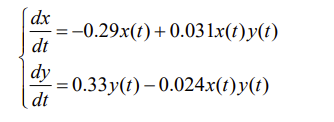 dx/dt = −0.29x(t) + 0.031x(t)y(t)
dy/dt = 0.33y(t) − 0.024x(t)y(t)